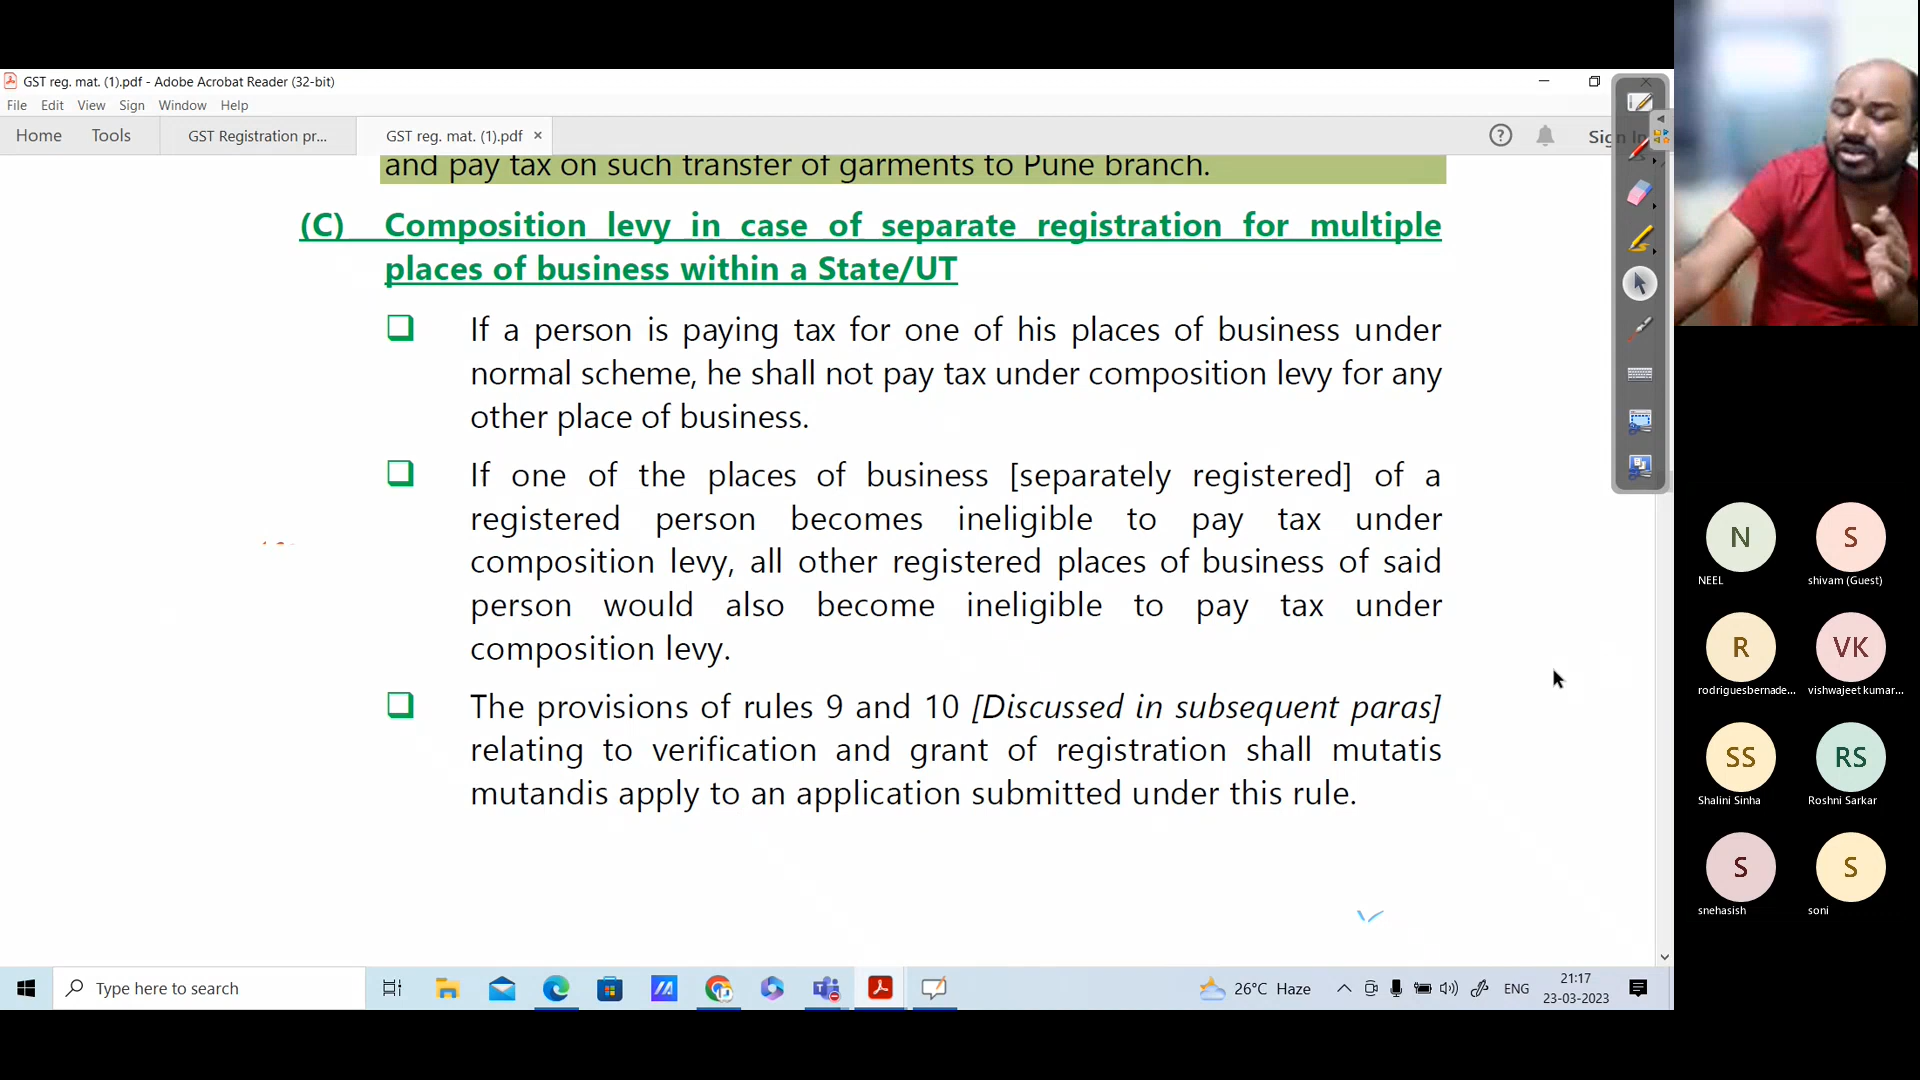 GST reg. mat. (1).pdf - Adobe Acrobat Reader (32-bit)
File Edit View Sign Window Help
Home Tools GST Registration pr... GST reg. mat. (1).pdf × Sign In
and pay tax on such transfer of garments to Pune branch.
(C) Composition levy in case of separate registration for multiple
places of business within a State/UT
If a person is paying tax for one of his places of business under
normal scheme, he shall not pay tax under composition levy for any
other place of business.
If one of the places of business [separately registered] of a
registered person becomes ineligible to pay tax under
composition levy, all other registered places of business of said
person would also become ineligible to pay tax under
composition levy.
The provisions of rules 9 and 10 [Discussed in subsequent paras]
relating to verification and grant of registration shall mutatis
mutandis apply to an application submitted under this rule.
N S
NEEL shivam (Guest)
R VK
rodriguesbernade... vishwajeet kumar...
SS RS
Shalini Sinha Roshni Sarkar
S S
snehasish soni
Type here to search
26°C Haze
ENG
21:17
23-03-2023